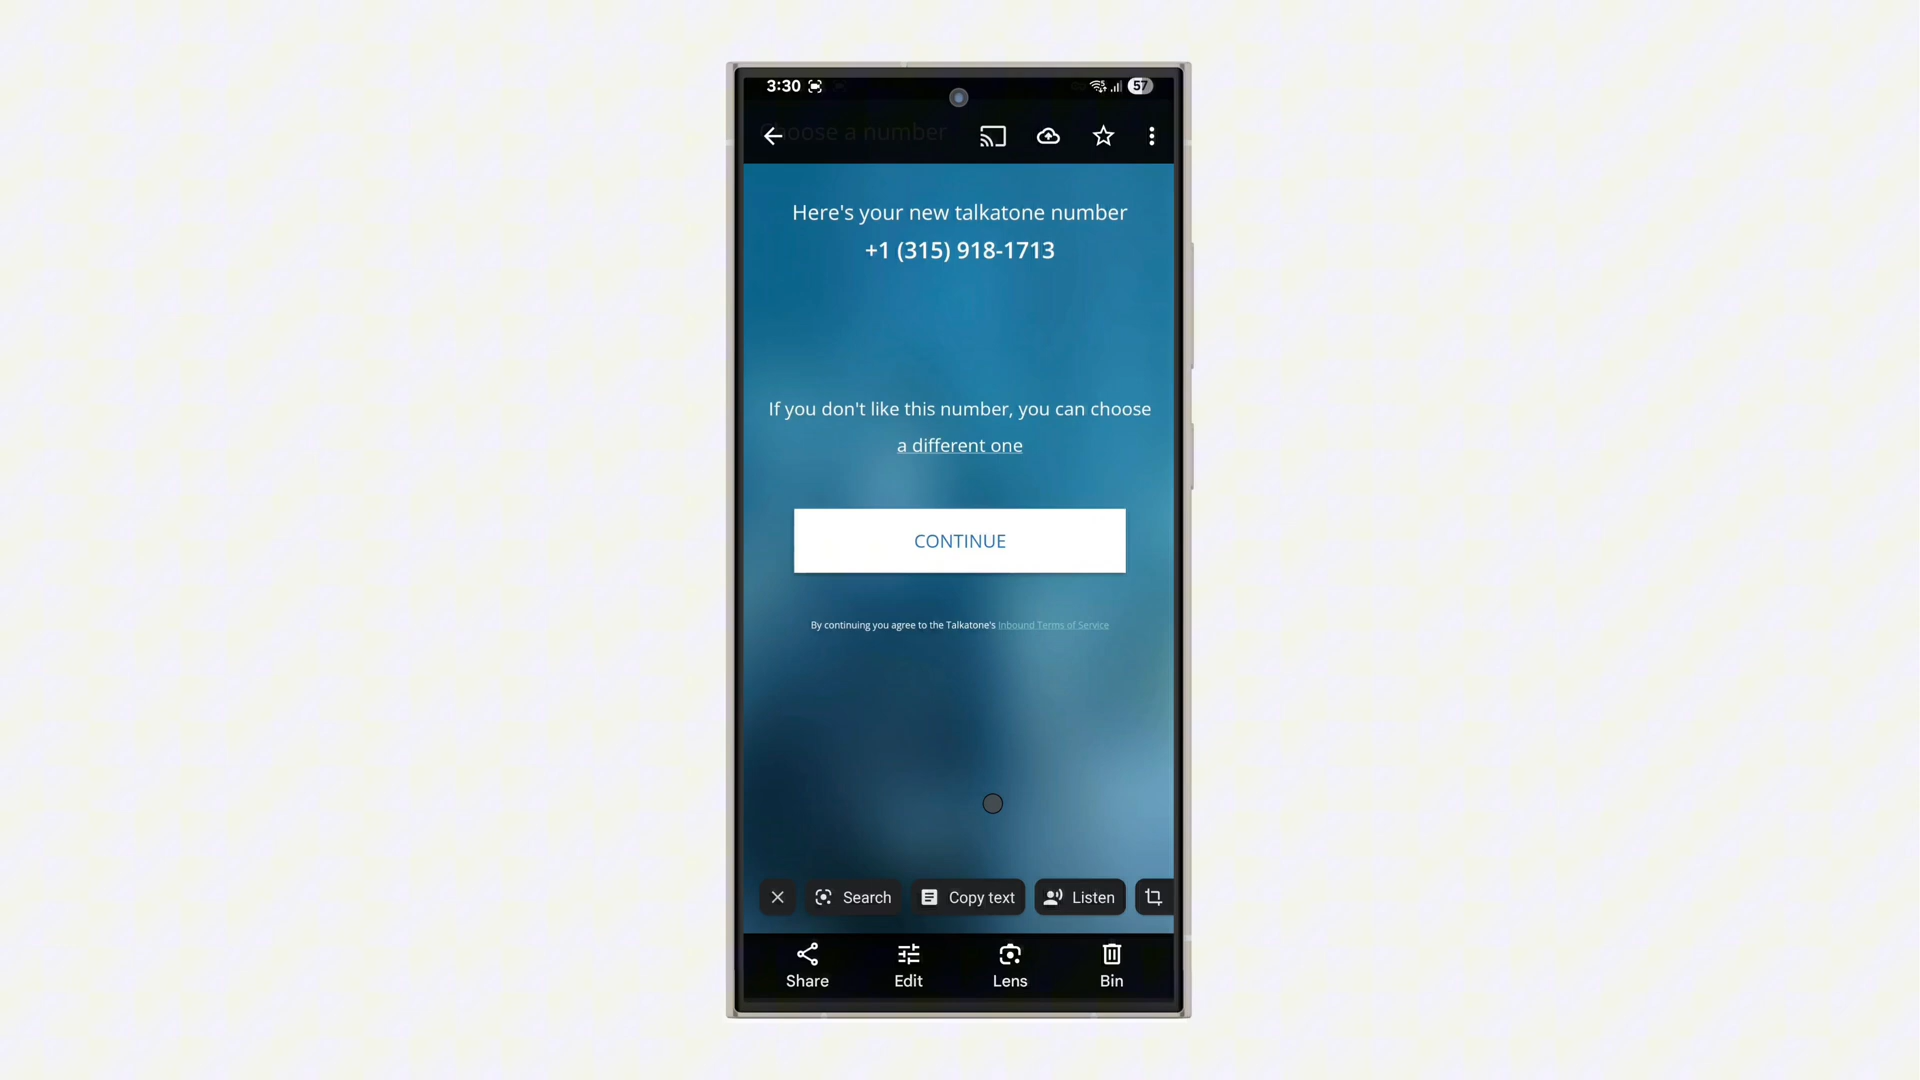 3:30
57
Choose a number
Here's your new talkatone number
+1 (315) 918-1713
If you don't like this number, you can choose
a different one
CONTINUE
By continuing you agree to the Talkatone's Inbound Terms of Service
Search
Copy text
Listen
Share
Edit
Lens
Bin